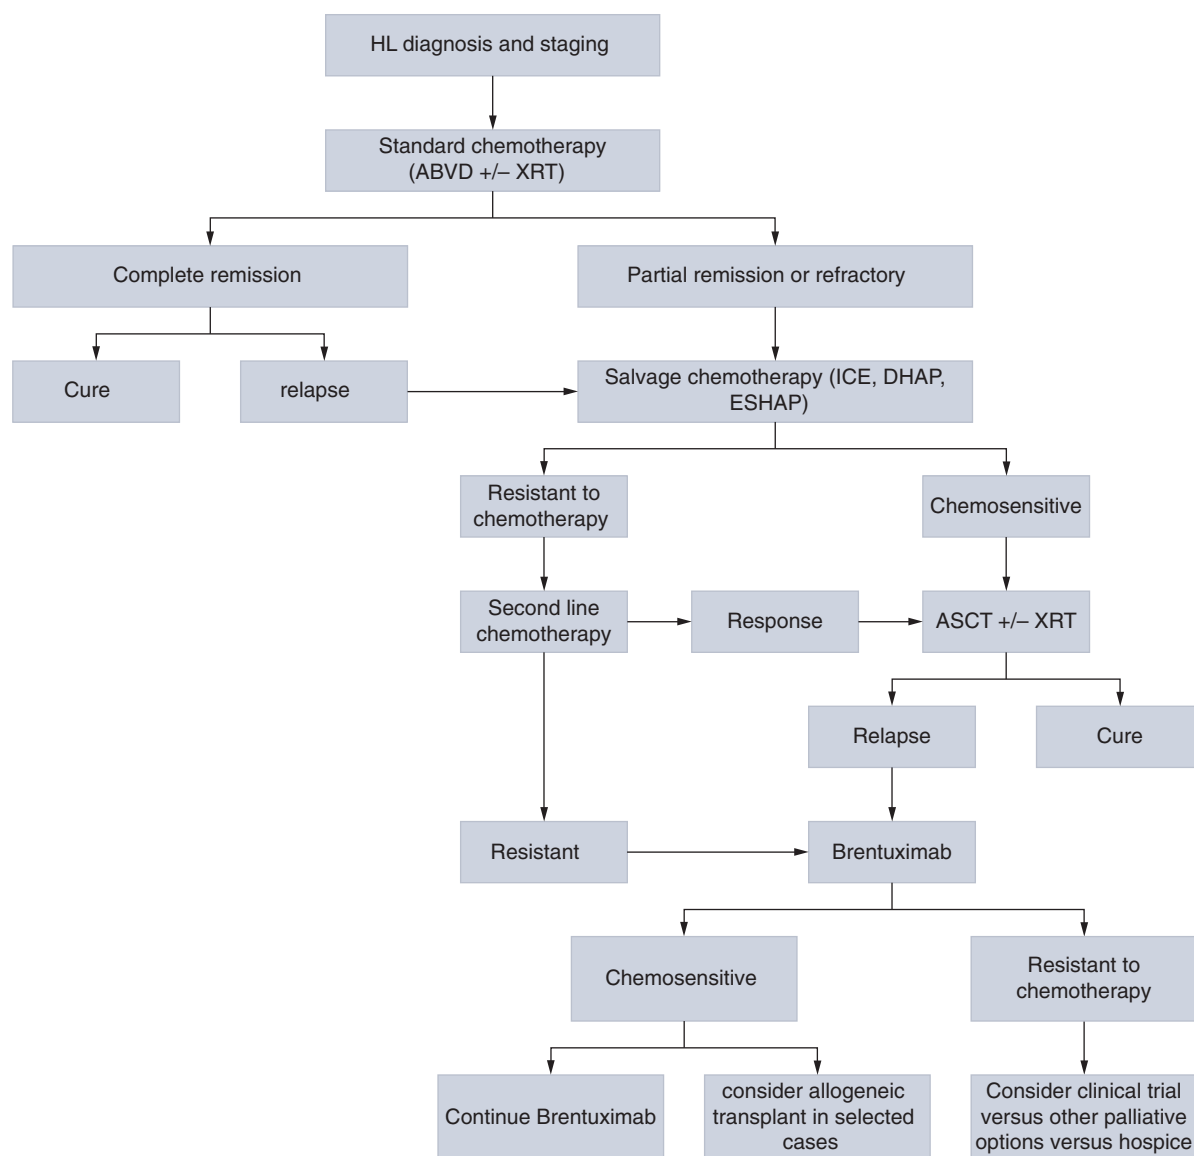 HL diagnosis and staging
Standard chemotherapy
(ABVD +/– XRT)
Complete remission
Partial remission or refractory
Cure
relapse
Salvage chemotherapy (ICE, DHAP,
ESHAP)
Resistant to
chemotherapy
Chemosensitive
Second line
chemotherapy
Response
ASCT +/– XRT
Relapse
Cure
Resistant
Brentuximab
Chemosensitive
Resistant to
chemotherapy
Continue Brentuximab
consider allogeneic
transplant in selected
cases
Consider clinical trial
versus other palliative
options versus hospice